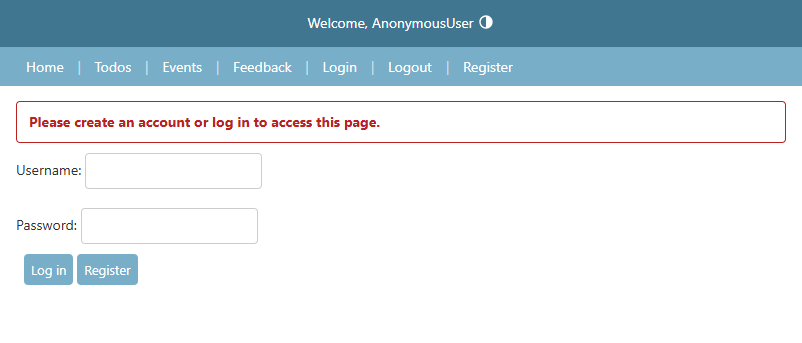 Welcome, AnonymousUser
Home | Todos | Events | Feedback | Login | Logout | Register
Please create an account or log in to access this page.
Username:
Password:
Log in Register